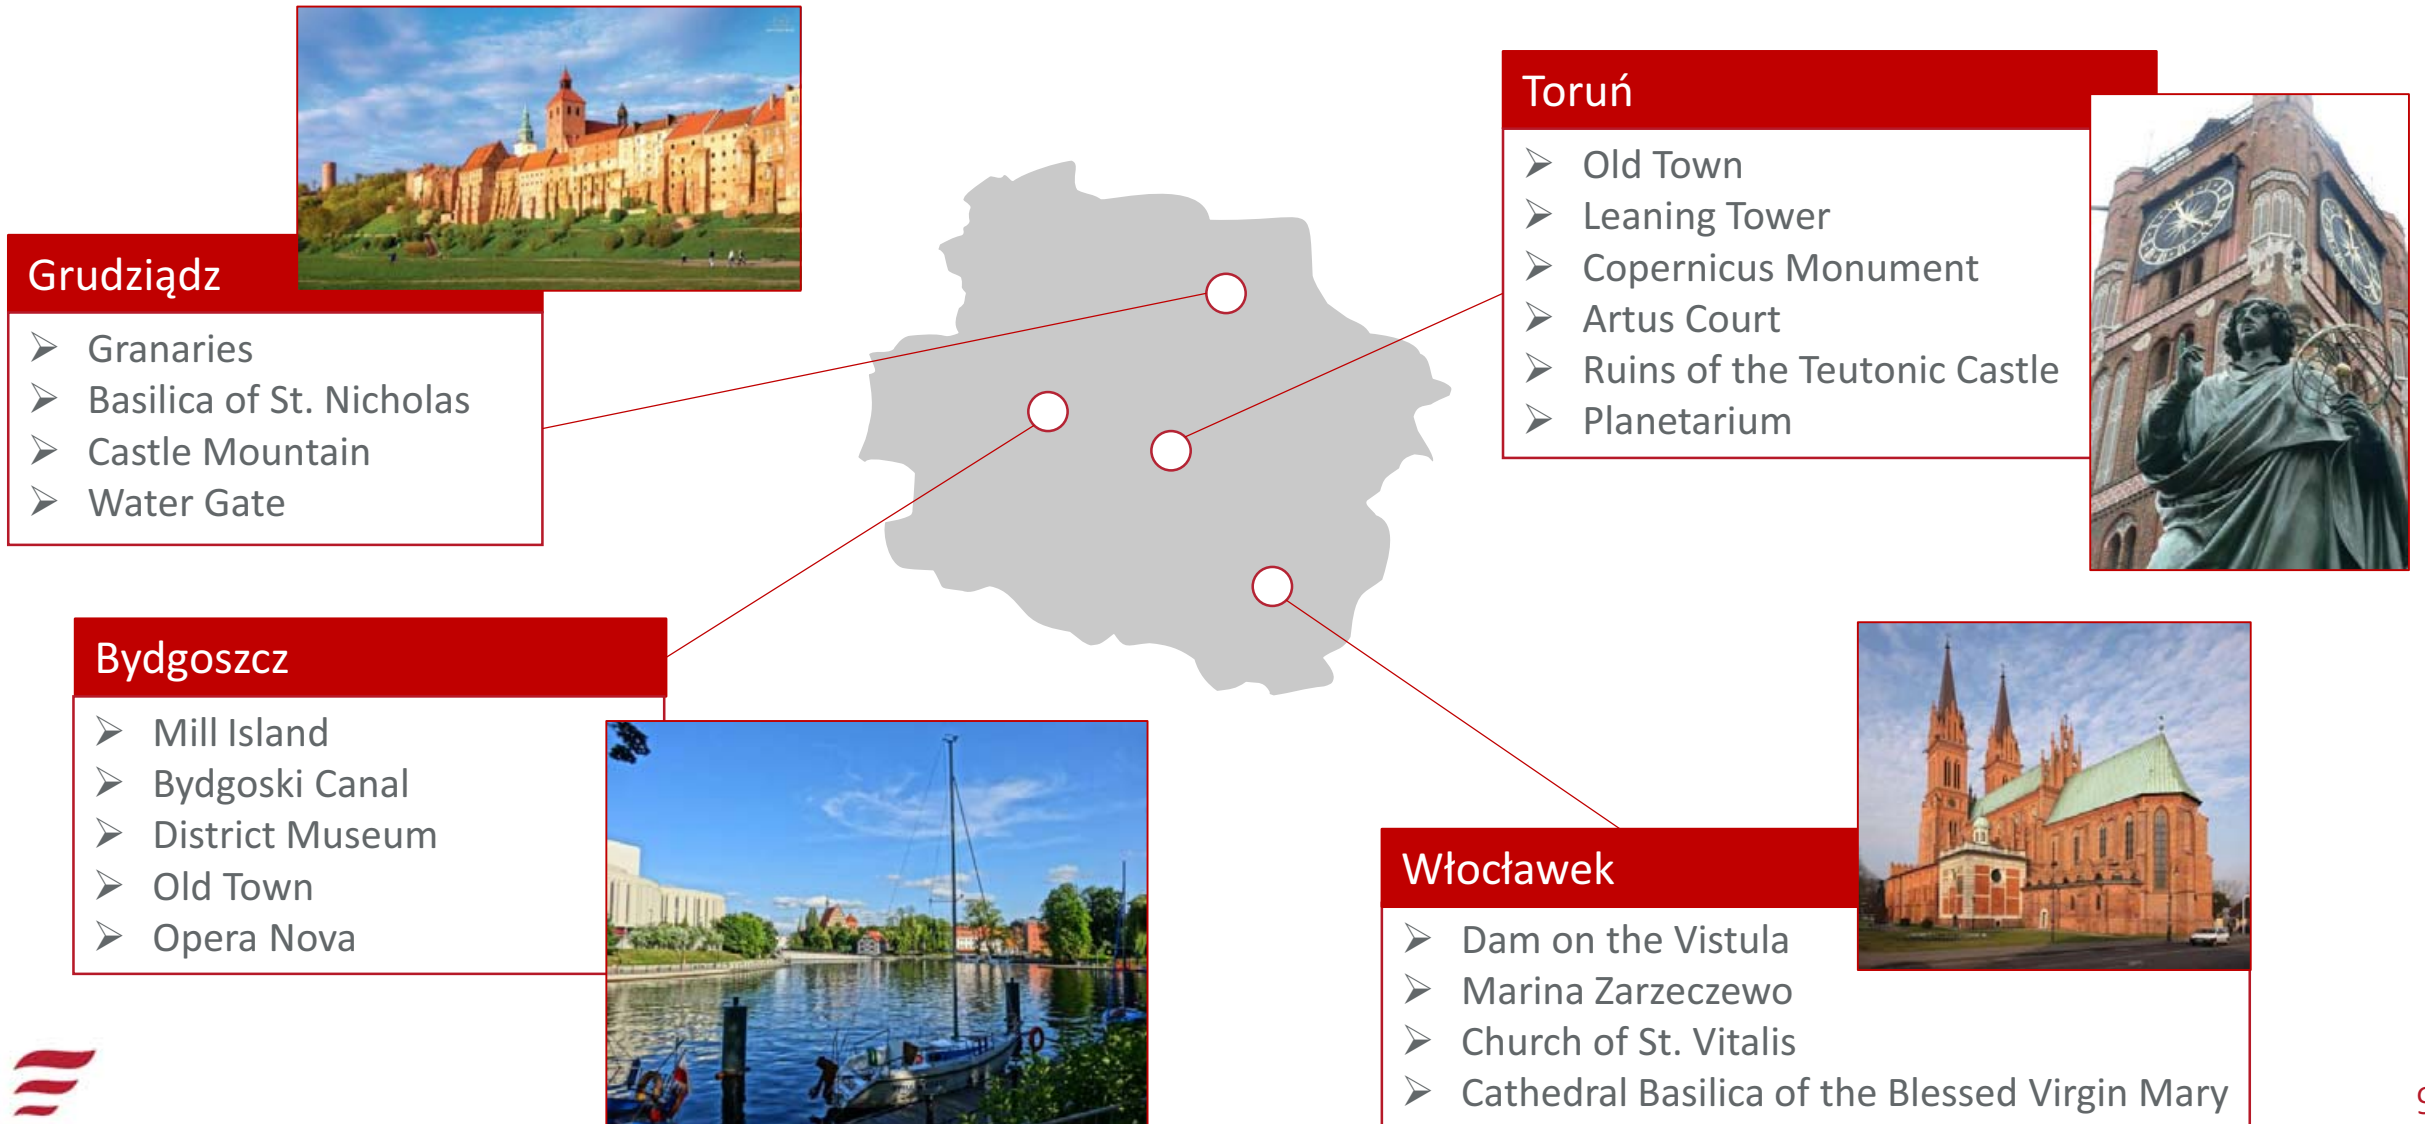 Grudziądz
Granaries
Basilica of St. Nicholas
Castle Mountain
Water Gate
Toruń
Old Town
Leaning Tower
Copernicus Monument
Artus Court
Ruins of the Teutonic Castle
Planetarium
Bydgoszcz
Mill Island
Bydgoski Canal
District Museum
Old Town
Opera Nova
Włocławek
Dam on the Vistula
Marina Zarzeczewo
Church of St. Vitalis
Cathedral Basilica of the Blessed Virgin Mary